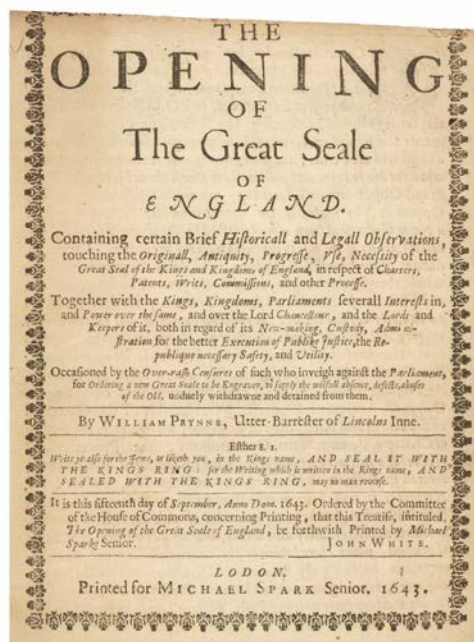 THE
OPENING
OF
The Great Seale
OF
ENGLAND.
Containing certain Brief Historicall and Legall Observations,
touching the Originall, Antiquity, Progresse, Vse, Necessity of the
Great Seal of the Kings and Kingdoms of England, in respect of Charters,
Patents, Writs, Commissions, and other Processe.
Together with the Kings, Kingdoms, Parliaments severall Interests in,
and Power over the same, and over the Lord Chancellour, and the Lords and
Keepers of it, both in regard of its New-making, Custody, Admini
stration for the better Execution of Publike Justice, the Re-
publique necessary Safety, and Utility.
Occasioned by the Over-rash Censures of such who inveigh against the Parliament,
for Ordering a new Great Seale to be Engraven, to supply the wilfull absence, defects, abuses
of the Old, unduely withdrawne and detained from them.
By WILLIAM PRYNNE, Utter-Barrester of Lincolns Inne.
Esther 8. 1.
Write ye also for the Jews, as liketh you, in the Kings name, AND SEAL IT WITH
THE KINGS RING: for the Writing which is written in the Kings name, AND
SEALED WITH THE KINGS RING, may no man reverse.
It is this fifteenth day of September, Anno Dom. 1643. Ordered by the Committee
of the House of Commons, concerning Printing, that this Treatise, intituled,
The Opening of the Great Seale of England, be forthwith Printed by Michael
Sparke Senior. JOHN WHITE.
LODON.
Printed for MICHAEL SPARK Senior. 1643.